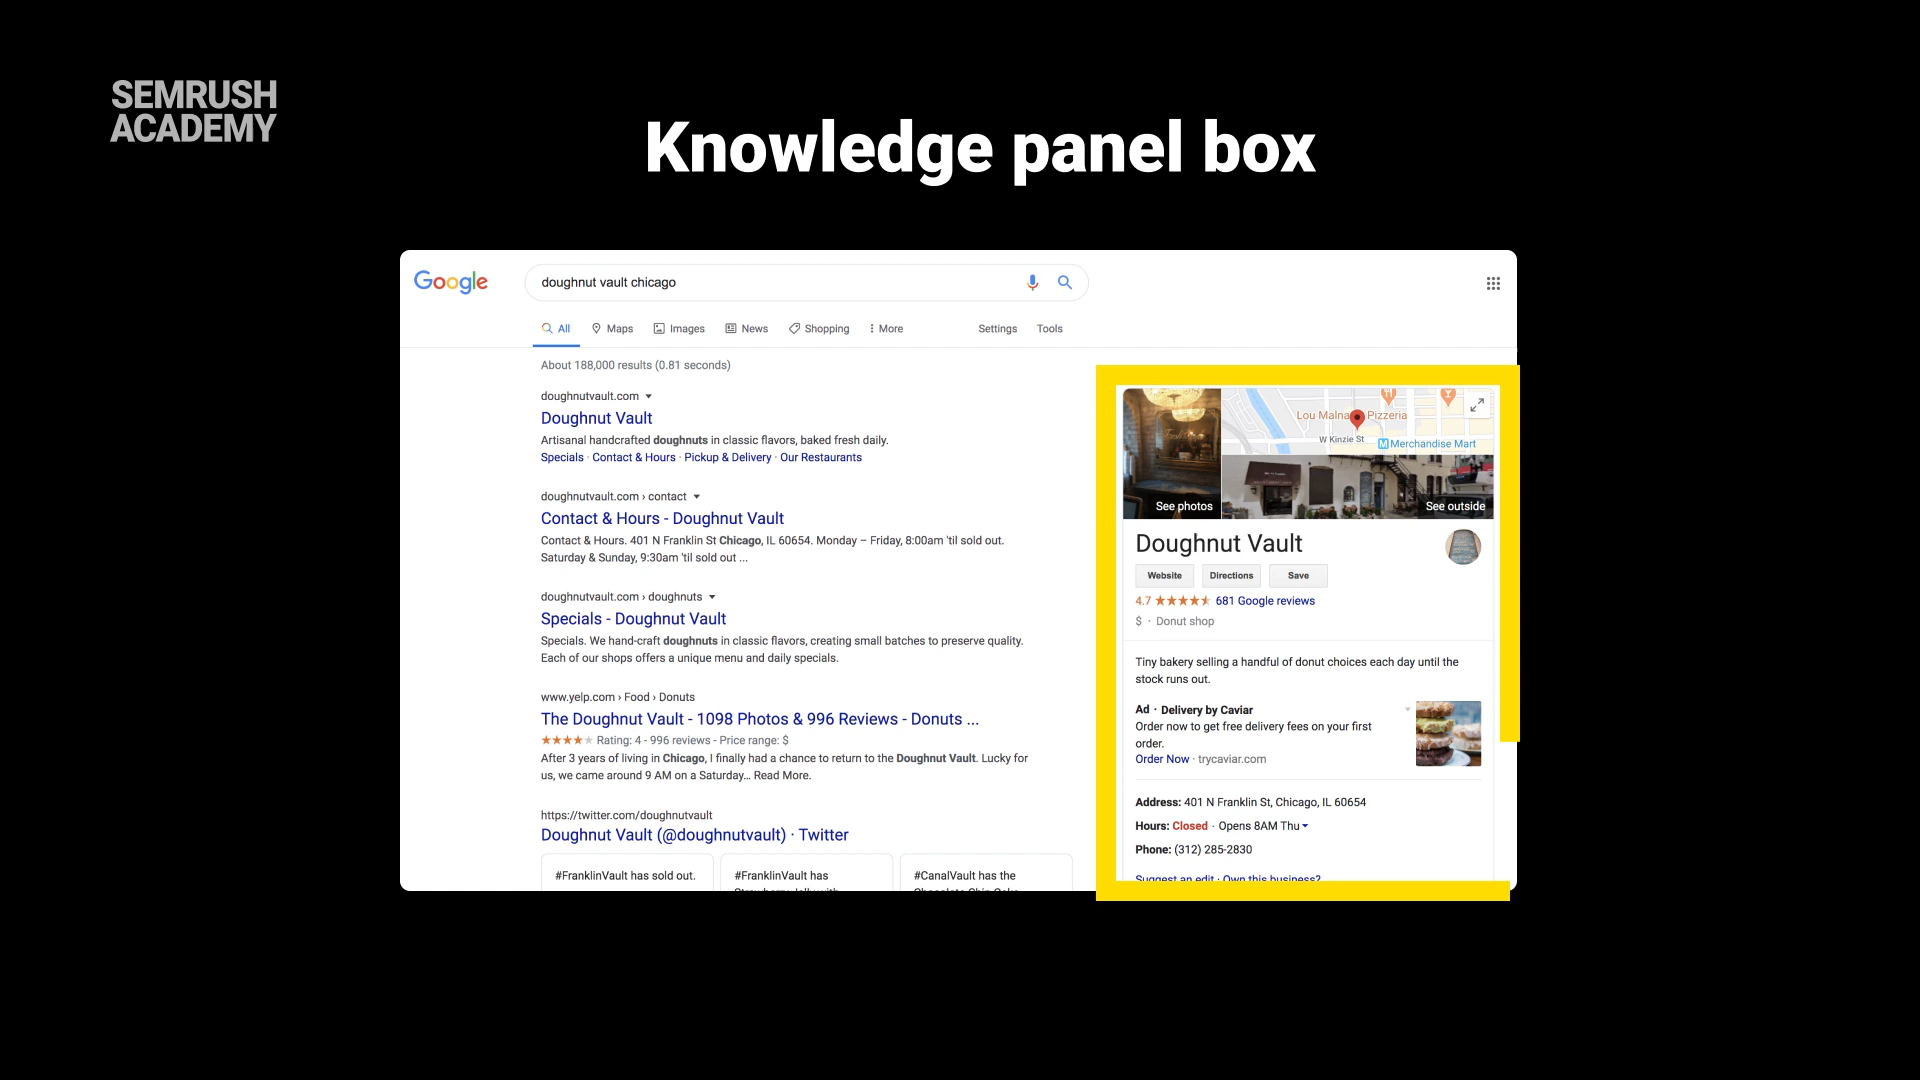 SEMRUSH
ACADEMY
Knowledge panel box
Google
doughnut vault chicago
All
Maps
Images
News
Shopping
More
Settings
Tools
About 188,000 results (0.81 seconds)
doughnutvault.com
Doughnut Vault
Artisanal handcrafted doughnuts in classic flavors, baked fresh daily.
Specials · Contact & Hours · Pickup & Delivery · Our Restaurants
doughnutvault.com › contact
Contact & Hours - Doughnut Vault
Contact & Hours. 401 N Franklin St Chicago, IL 60654. Monday – Friday, 8:00am 'til sold out.
Saturday & Sunday, 9:30am 'til sold out ...
doughnutvault.com › doughnuts
Specials - Doughnut Vault
Specials. We hand-craft doughnuts in classic flavors, creating small batches to preserve quality.
Each of our shops offers a unique menu and daily specials.
www.yelp.com › Food › Donuts
The Doughnut Vault - 1098 Photos & 996 Reviews - Donuts ...
Rating: 4 - 996 reviews - Price range: $
After 3 years of living in Chicago, I finally had a chance to return to the Doughnut Vault. Lucky for
us, we came around 9 AM on a Saturday... Read More.
https://twitter.com/doughnutvault
Doughnut Vault (@doughnutvault) · Twitter
#FranklinVault has sold out.
#FranklinVault has
#CanalVault has the
Lou Malna Pizzeria
W Kinzie St
M Merchandise Mart
See photos
See outside
Doughnut Vault
Website
Directions
Save
4.7 681 Google reviews
$ · Donut shop
Tiny bakery selling a handful of donut choices each day until the
stock runs out.
Ad · Delivery by Caviar
Order now to get free delivery fees on your first
order.
Order Now · trycaviar.com
Address: 401 N Franklin St, Chicago, IL 60654
Hours: Closed · Opens 8AM Thu
Phone: (312) 285-2830
Suggest an edit · Own this business?